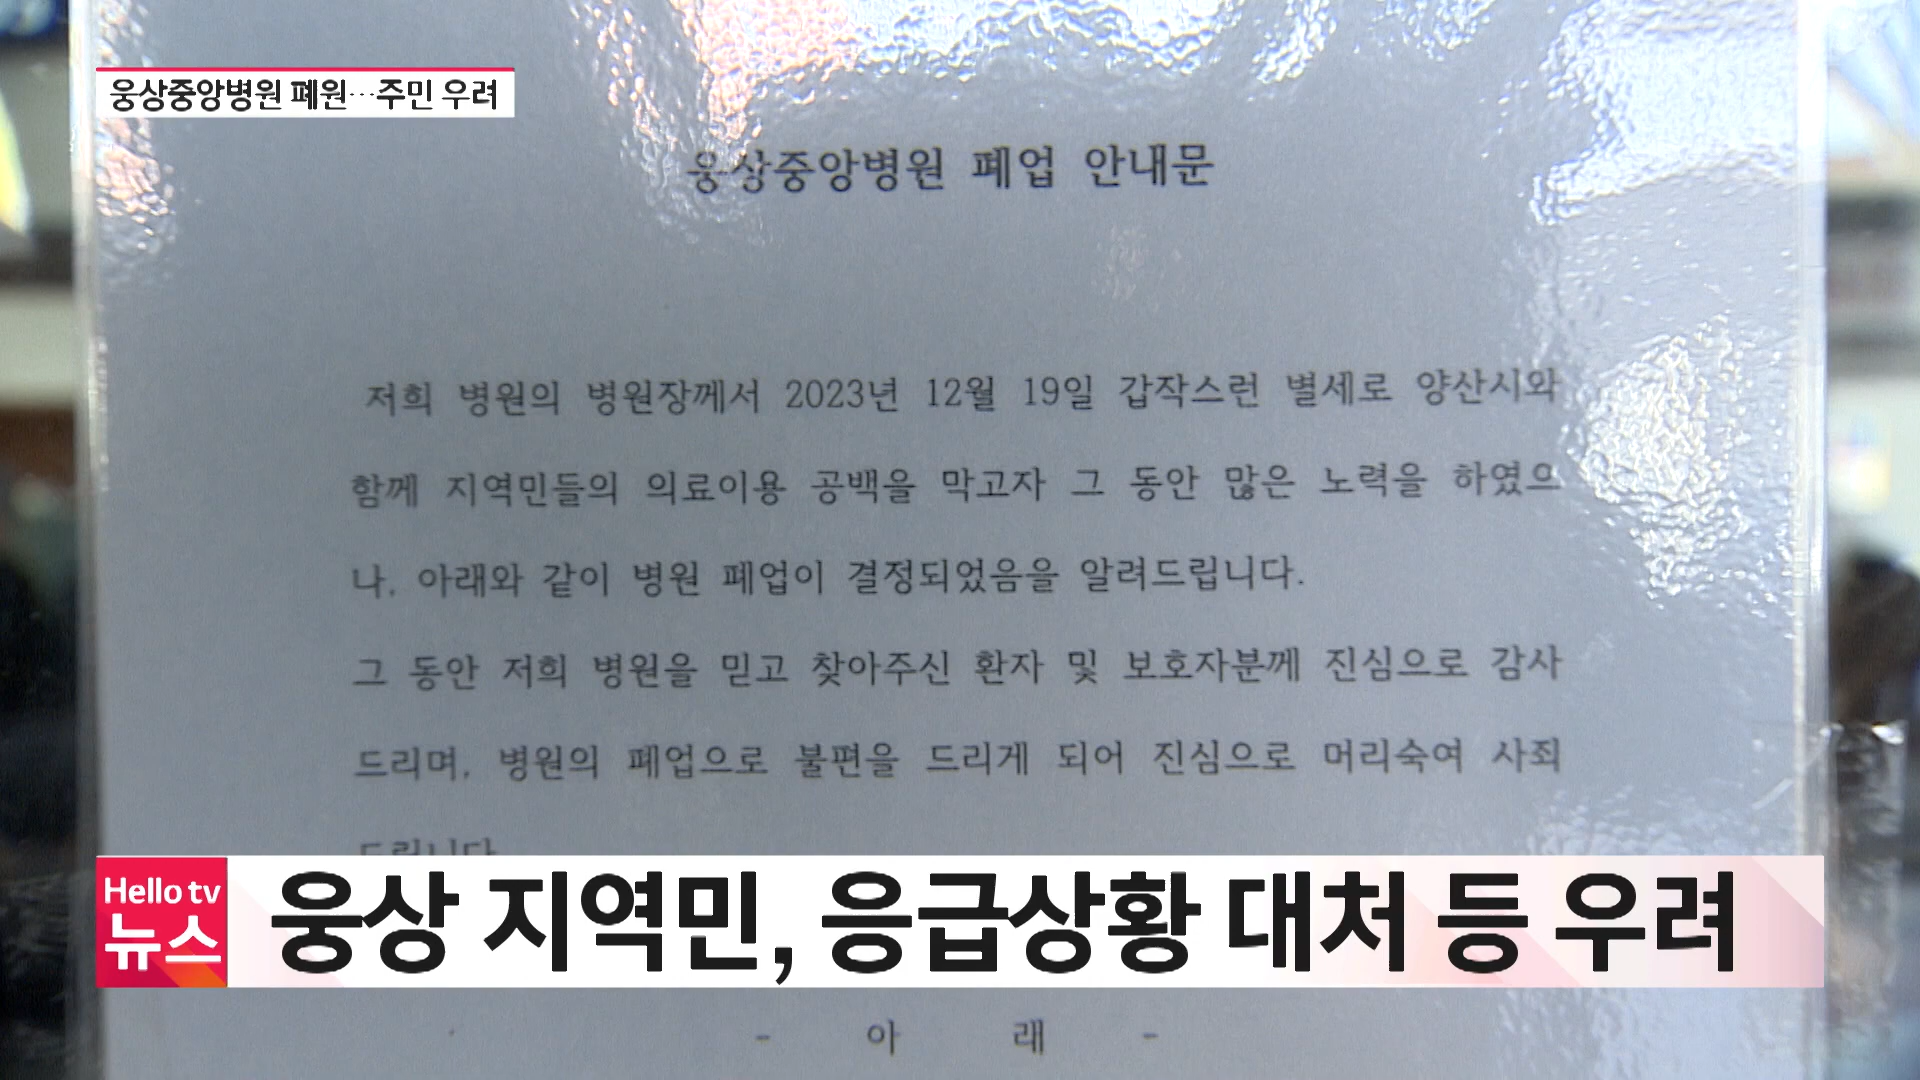 웅상중앙병원 폐원…주민 우려
웅상중앙병원 폐업 안내문
저희 병원의 병원장께서 2023년 12월 19일 갑작스런 별세로 양산시와
함께 지역민들의 의료이용 공백을 막고자 그 동안 많은 노력을 하였으
나, 아래와 같이 병원 폐업이 결정되었음을 알려드립니다.
그 동안 저희 병원을 믿고 찾아주신 환자 및 보호자분께 진심으로 감사
드리며, 병원의 폐업으로 불편을 드리게 되어 진심으로 머리숙여 사죄
드립니다
Hello tv
뉴스
웅상 지역민, 응급상황 대처 등 우려
- 아 래 -